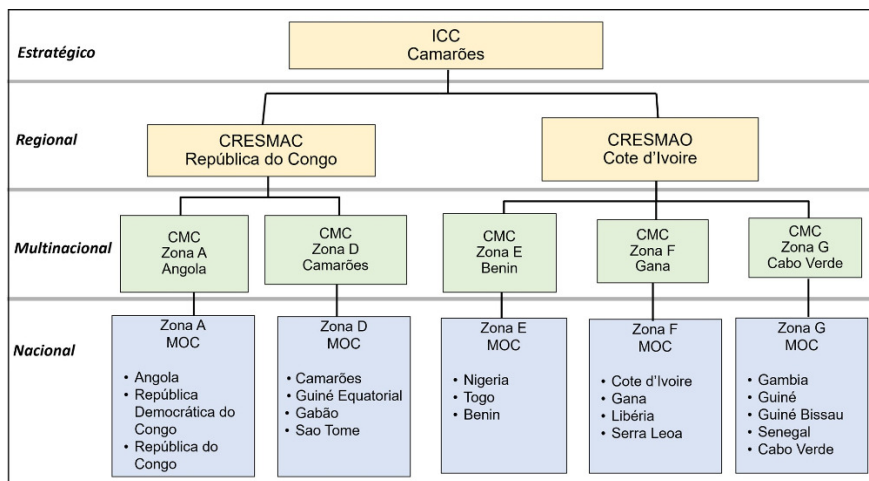 Estratégico
ICC
Camarões
Regional
CRESMAC
República do Congo
CRESMAO
Cote d'Ivoire
Multinacional
CMC
Zona A
Angola
CMC
Zona D
Camarões
CMC
Zona E
Benin
CMC
Zona F
Gana
CMC
Zona G
Cabo Verde
Nacional
Zona A
MOC
• Angola
• República
Democrática do
Congo
• República do
Congo
Zona D
MOC
• Camarões
• Guiné Equatorial
• Gabão
• Sao Tome
Zona E
MOC
• Nigeria
• Togo
• Benin
Zona F
MOC
• Cote d'Ivoire
• Gana
• Libéria
• Serra Leoa
Zona G
MOC
• Gambia
• Guiné
• Guiné Bissau
• Senegal
• Cabo Verde